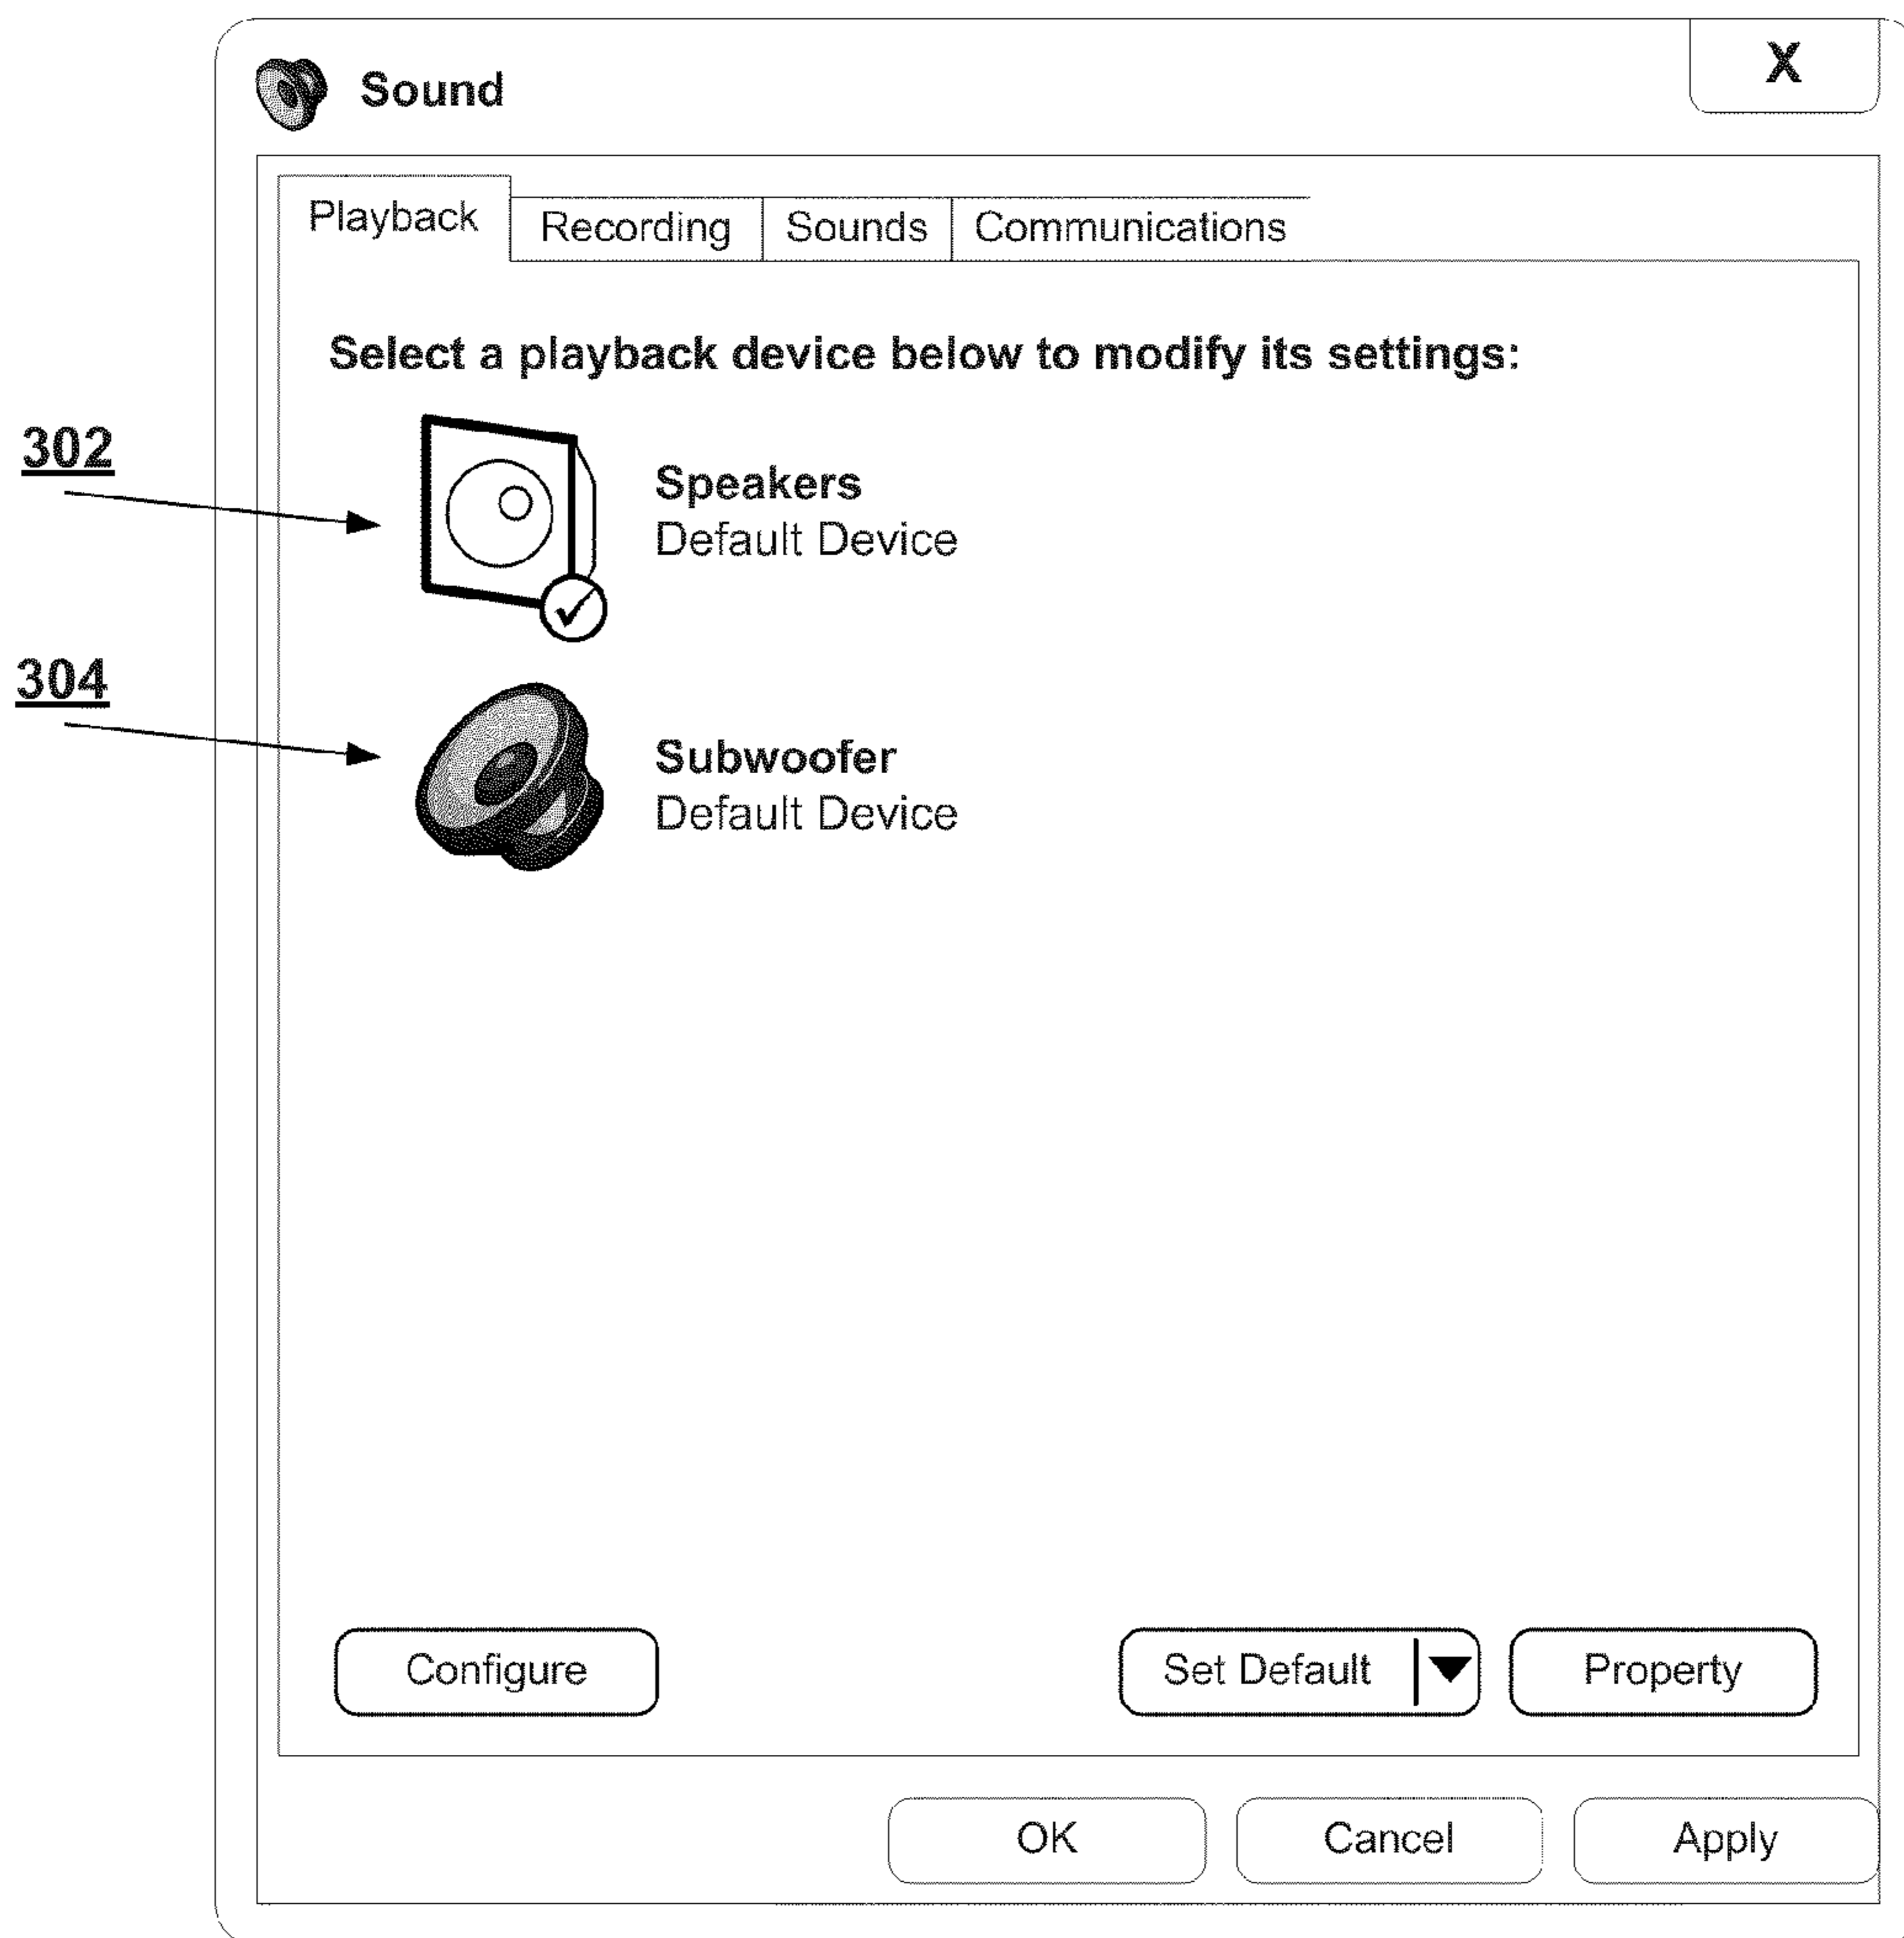 Sound
X
Playback Recording Sounds Communications
Select a playback device below to modify its settings:
302
Speakers
Default Device
304
Subwoofer
Default Device
Configure Set Default Property
OK Cancel Apply